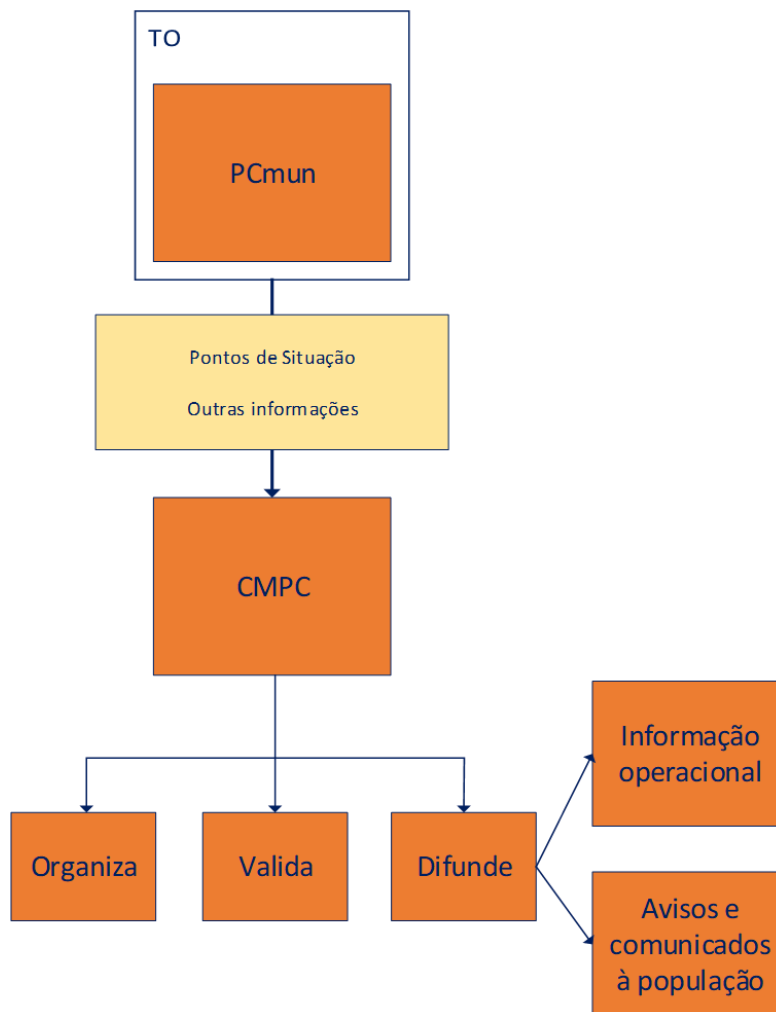 TO
PCmun
Pontos de Situação
Outras informações
CMPC
Organiza
Valida
Difunde
Informação
operacional
Avisos e
comunicados
à população